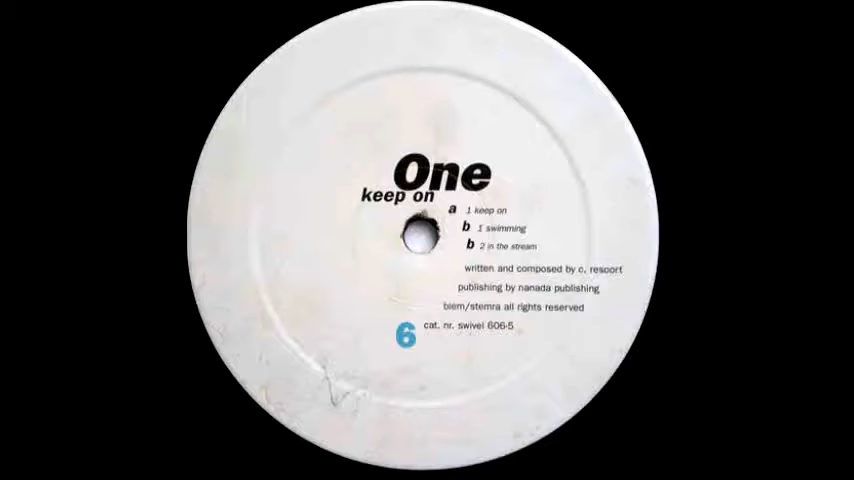 One
keep on
a 1 keep on
b 1 swimming
b 2 in the stream
written and composed by c. resoort
publishing by nanada publishing
biem/stemra all rights reserved
6 cat. nr. swivel 606-5